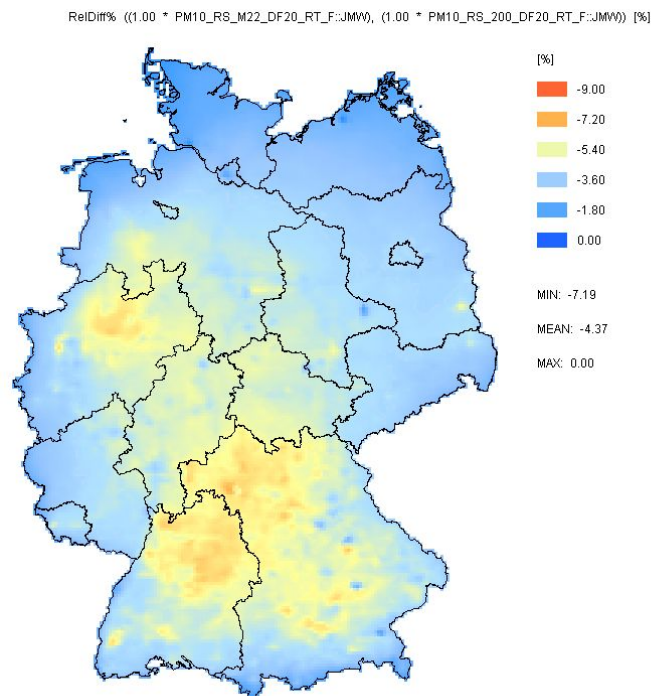 RelDiff% ((1.00 * PM10_RS_M22_DF20_RT_F::JMW), (1.00 * PM10_RS_200_DF20_RT_F::JMW)) [%]
[%]
-9.00
-7.20
-5.40
-3.60
-1.80
0.00
MIN: -7.19
MEAN: -4.37
MAX: 0.00